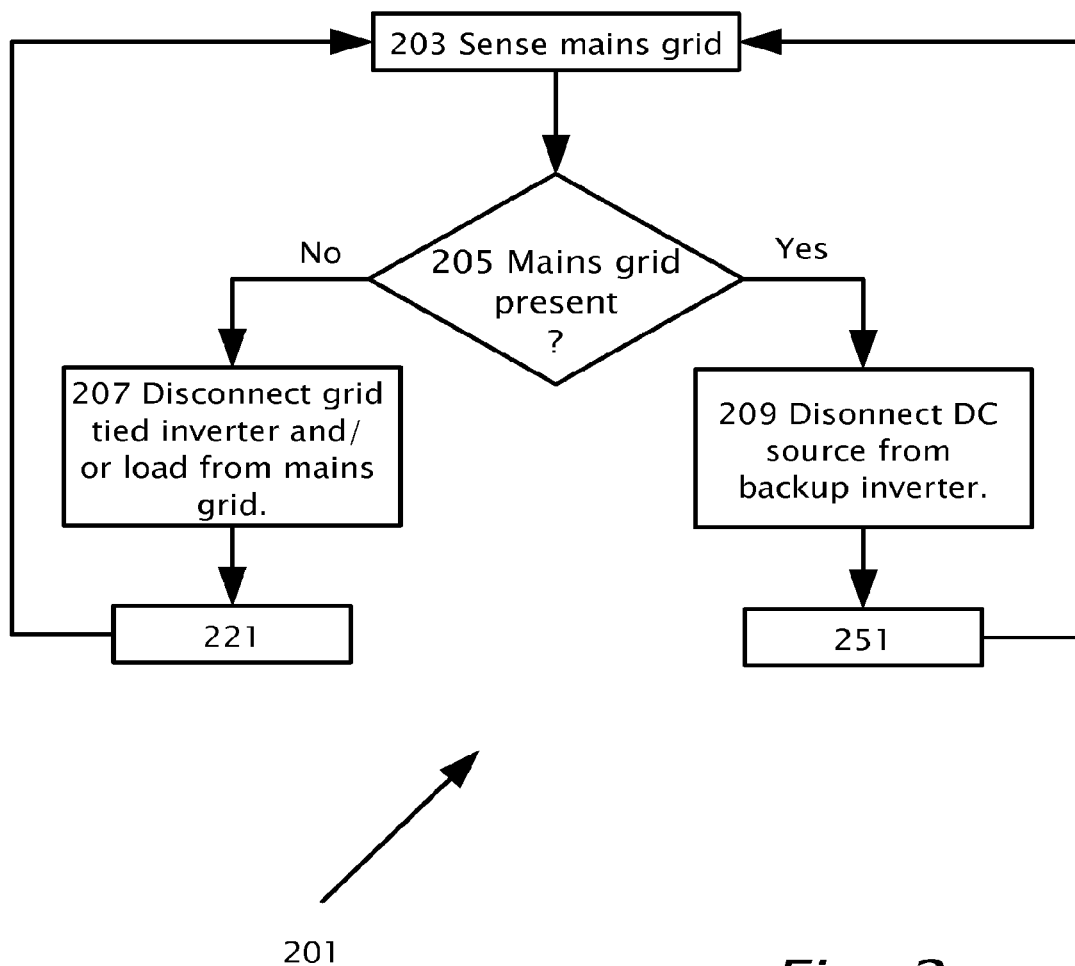 203 Sense mains grid
No
205 Mains grid
Yes
present
?
207 Disconnect grid
tied inverter and/
or load from mains
grid.
209 Disonnect DC
source from
backup inverter.
221
251
201